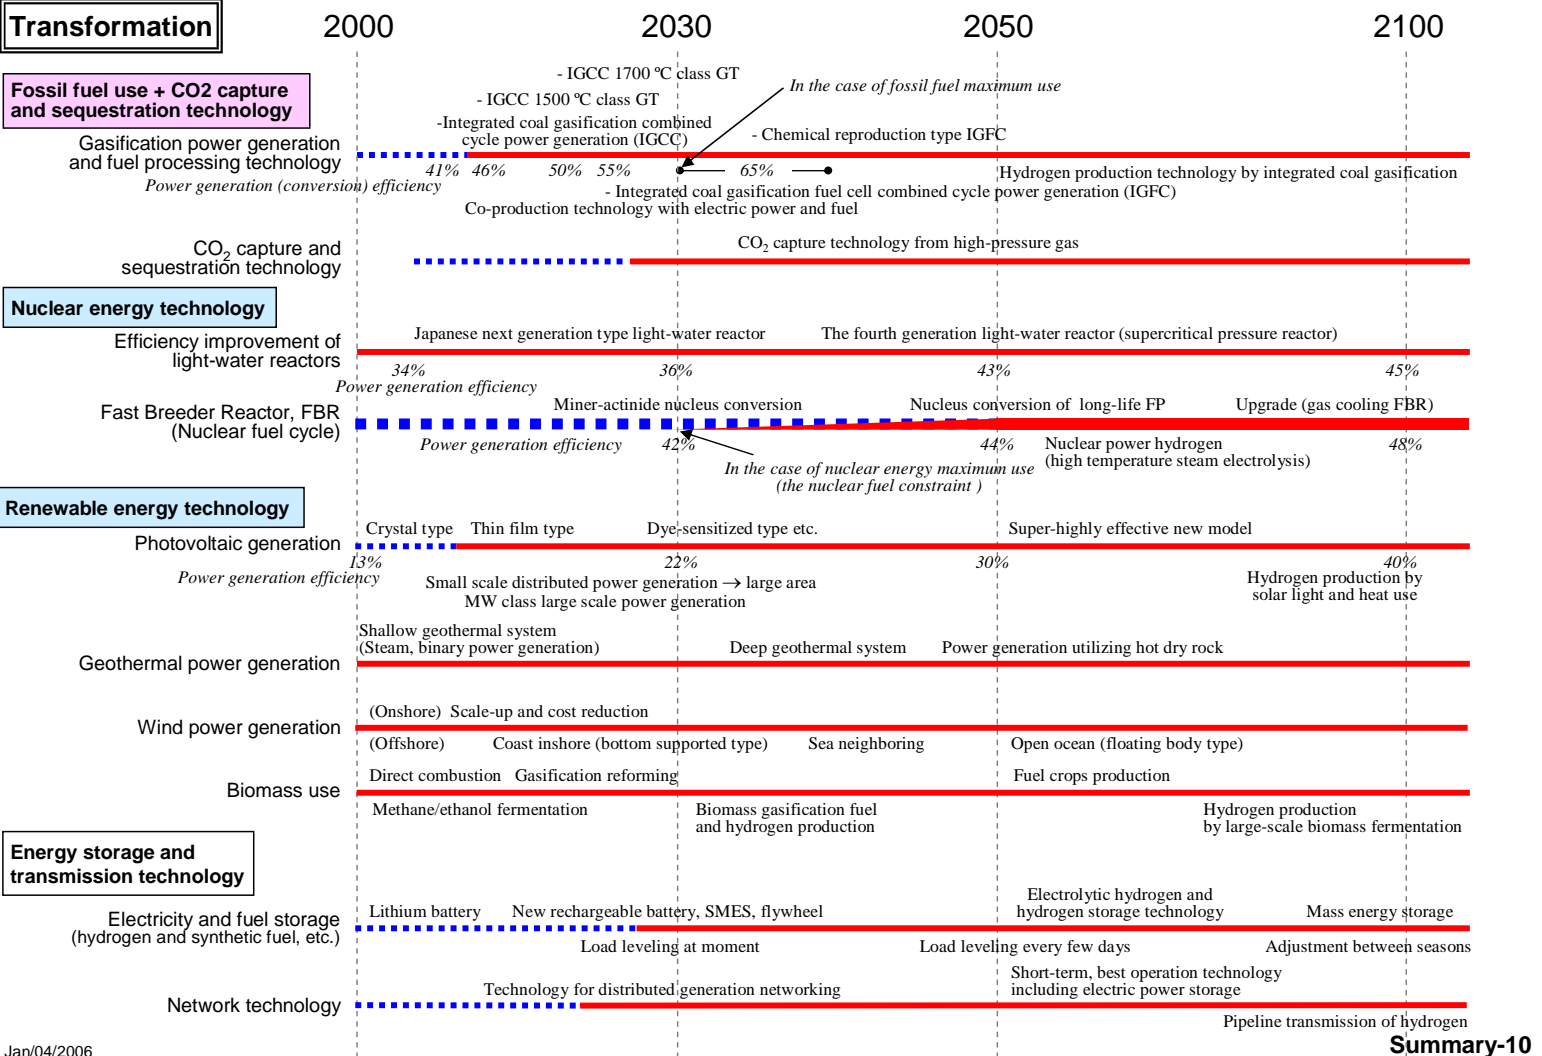 Transformation
2000
2030
2050
2100
Fossil fuel use + CO2 capture
and sequestration technology
- IGCC 1700 ºC class GT
- IGCC 1500 ºC class GT
In the case of fossil fuel maximum use
-Integrated coal gasification combined
cycle power generation (IGCC)
- Chemical reproduction type IGFC
Gasification power generation
and fuel processing technology
41%
46%
50%
55%
65%
Hydrogen production technology by integrated coal gasification
Power generation (conversion) efficiency
- Integrated coal gasification fuel cell combined cycle power generation (IGFC)
Co-production technology with electric power and fuel
CO2 capture and
sequestration technology
CO2 capture technology from high-pressure gas
Nuclear energy technology
Efficiency improvement of
light-water reactors
Japanese next generation type light-water reactor
The fourth generation light-water reactor (supercritical pressure reactor)
34%
36%
43%
45%
Power generation efficiency
Fast Breeder Reactor, FBR
(Nuclear fuel cycle)
Miner-actinide nucleus conversion
Nucleus conversion of long-life FP
Upgrade (gas cooling FBR)
Power generation efficiency
42%
44%
48%
Nuclear power hydrogen
(high temperature steam electrolysis)
In the case of nuclear energy maximum use
(the nuclear fuel constraint )
Renewable energy technology
Crystal type
Thin film type
Dye-sensitized type etc.
Super-highly effective new model
Photovoltaic generation
13%
22%
30%
40%
Power generation efficiency
Small scale distributed power generation → large area
MW class large scale power generation
Hydrogen production by
solar light and heat use
Shallow geothermal system
(Steam, binary power generation)
Deep geothermal system
Power generation utilizing hot dry rock
Geothermal power generation
(Onshore) Scale-up and cost reduction
Wind power generation
(Offshore)
Coast inshore (bottom supported type)
Sea neighboring
Open ocean (floating body type)
Direct combustion
Gasification reforming
Fuel crops production
Biomass use
Methane/ethanol fermentation
Biomass gasification fuel
and hydrogen production
Hydrogen production
by large-scale biomass fermentation
Energy storage and
transmission technology
Electricity and fuel storage
(hydrogen and synthetic fuel, etc.)
Lithium battery
New rechargeable battery, SMES, flywheel
Electrolytic hydrogen and
hydrogen storage technology
Mass energy storage
Load leveling at moment
Load leveling every few days
Adjustment between seasons
Network technology
Technology for distributed generation networking
Short-term, best operation technology
including electric power storage
Pipeline transmission of hydrogen
Jan/04/2006
Summary-10